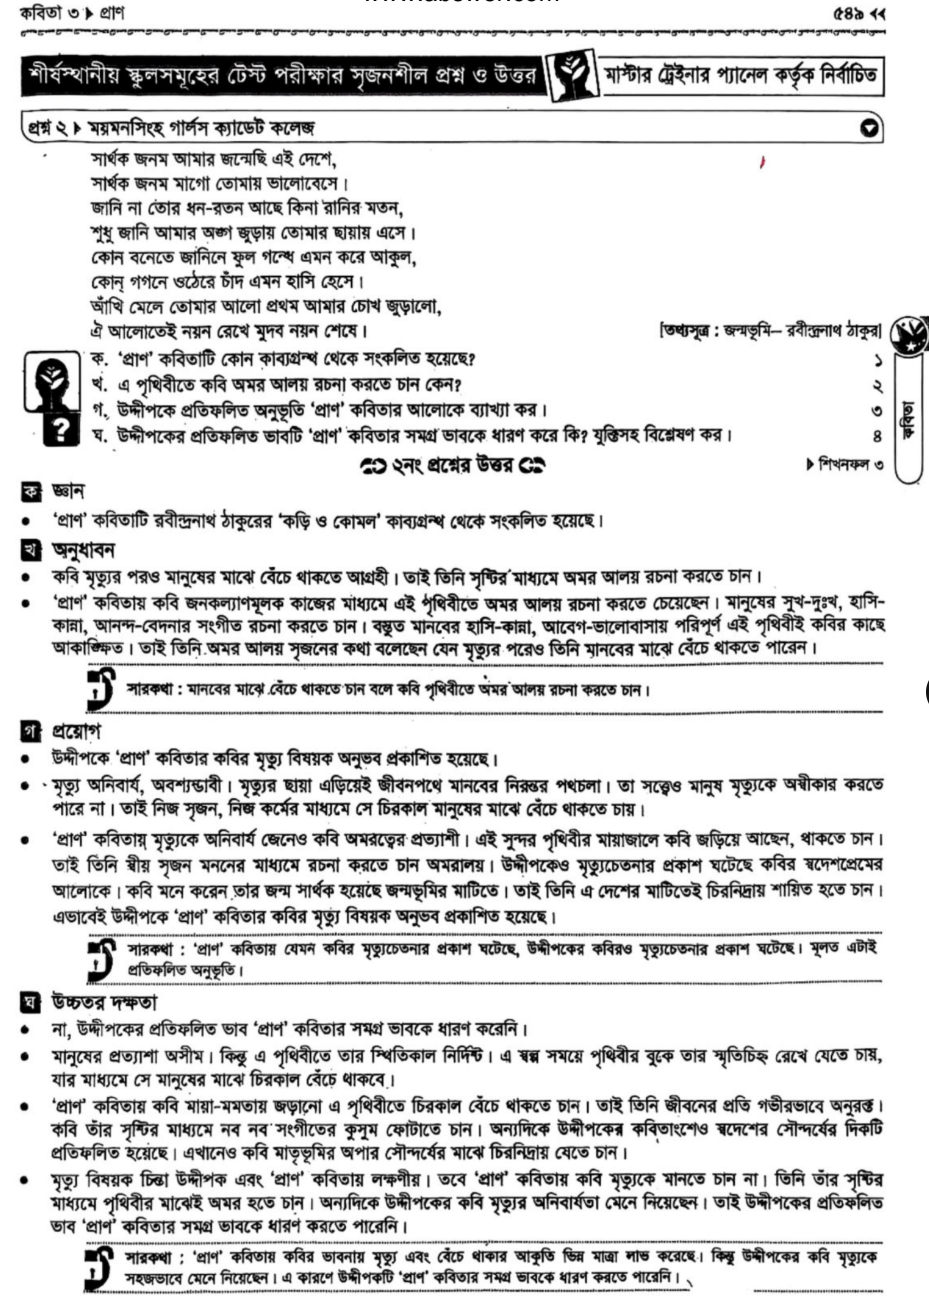 কবিতা ৩ ▶ প্রাণ
৫৪৯ ◀◀
শীর্ষস্থানীয় স্কুলসমূহের টেস্ট পরীক্ষার সৃজনশীল প্রশ্ন ও উত্তর
মাস্টার ট্রেইনার প্যানেল কর্তৃক নির্বাচিত
প্রশ্ন ২ ▶ ময়মনসিংহ গার্লস ক্যাডেট কলেজ
সার্থক জনম আমার জন্মেছি এই দেশে,
সার্থক জনম মাগো তোমায় ভালোবেসে।
জানি না তোর ধন-রতন আছে কিনা রানির মতন,
শুধু জানি আমার অঙ্গ জুড়ায় তোমার ছায়ায় এসে।
কোন বনেতে জানিনে ফুল গন্ধে এমন করে আকুল,
কোন্ গগনে ওঠেরে চাঁদ এমন হাসি হেসে।
আঁখি মেলে তোমার আলো প্রথম আমার চোখ জুড়ালো,
ঐ আলোতেই নয়ন রেখে মুদব নয়ন শেষে। [তথ্যসূত্র : জন্মভূমি– রবীন্দ্রনাথ ঠাকুর]
ক. ‘প্রাণ’ কবিতাটি কোন কাব্যগ্রন্থ থেকে সংকলিত হয়েছে? ১
খ. এ পৃথিবীতে কবি অমর আলয় রচনা করতে চান কেন? ২
গ. উদ্দীপকে প্রতিফলিত অনুভূতি ‘প্রাণ’ কবিতার আলোকে ব্যাখ্যা কর। ৩
ঘ. উদ্দীপকের প্রতিফলিত ভাবটি ‘প্রাণ’ কবিতার সমগ্র ভাবকে ধারণ করে কি? যুক্তিসহ বিশ্লেষণ কর। ৪
কবিতা
২নং প্রশ্নের উত্তর
▶ শিখনফল ৩
ক জ্ঞান
● ‘প্রাণ’ কবিতাটি রবীন্দ্রনাথ ঠাকুরের ‘কড়ি ও কোমল’ কাব্যগ্রন্থ থেকে সংকলিত হয়েছে।
খ অনুধাবন
● কবি মৃত্যুর পরও মানুষের মাঝে বেঁচে থাকতে আগ্রহী। তাই তিনি সৃষ্টির মাধ্যমে অমর আলয় রচনা করতে চান।
● ‘প্রাণ’ কবিতায় কবি জনকল্যাণমূলক কাজের মাধ্যমে এই পৃথিবীতে অমর আলয় রচনা করতে চেয়েছেন। মানুষের সুখ-দুঃখ, হাসি-
কান্না, আনন্দ-বেদনার সংগীত রচনা করতে চান। বস্তুত মানবের হাসি-কান্না, আবেগ-ভালোবাসায় পরিপূর্ণ এই পৃথিবীই কবির কাছে
আকাঙ্ক্ষিত। তাই তিনি অমর আলয় সৃজনের কথা বলেছেন যেন মৃত্যুর পরেও তিনি মানবের মাঝে বেঁচে থাকতে পারেন।
সারকথা : মানবের মাঝে বেঁচে থাকতে চান বলে কবি পৃথিবীতে অমর আলয় রচনা করতে চান।
গ প্রয়োগ
● উদ্দীপকে ‘প্রাণ’ কবিতার কবির মৃত্যু বিষয়ক অনুভব প্রকাশিত হয়েছে।
● মৃত্যু অনিবার্য, অবশ্যম্ভাবী। মৃত্যুর ছায়া এড়িয়েই জীবনপথে মানবের নিরন্তর পথচলা। তা সত্ত্বেও মানুষ মৃত্যুকে অস্বীকার করতে
পারে না। তাই নিজ সৃজন, নিজ কর্মের মাধ্যমে সে চিরকাল মানুষের মাঝে বেঁচে থাকতে চায়।
● ‘প্রাণ’ কবিতায় মৃত্যুকে অনিবার্য জেনেও কবি অমরত্বের প্রত্যাশী। এই সুন্দর পৃথিবীর মায়াজালে কবি জড়িয়ে আছেন, থাকতে চান।
তাই তিনি স্বীয় সৃজন মননের মাধ্যমে রচনা করতে চান অমরালয়। উদ্দীপকেও মৃত্যুচেতনার প্রকাশ ঘটেছে কবির স্বদেশপ্রেমের
আলোকে। কবি মনে করেন তার জন্ম সার্থক হয়েছে জন্মভূমির মাটিতে। তাই তিনি এ দেশের মাটিতেই চিরনিদ্রায় শায়িত হতে চান।
এভাবেই উদ্দীপকে ‘প্রাণ’ কবিতার কবির মৃত্যু বিষয়ক অনুভব প্রকাশিত হয়েছে।
সারকথা : ‘প্রাণ’ কবিতায় যেমন কবির মৃত্যুচেতনার প্রকাশ ঘটেছে, উদ্দীপকের কবিরও মৃত্যুচেতনার প্রকাশ ঘটেছে। মূলত এটাই
প্রতিফলিত অনুভূতি।
ঘ উচ্চতর দক্ষতা
● না, উদ্দীপকের প্রতিফলিত ভাব ‘প্রাণ’ কবিতার সমগ্র ভাবকে ধারণ করেনি।
● মানুষের প্রত্যাশা অসীম। কিন্তু এ পৃথিবীতে তার স্থিতিকাল নির্দিষ্ট। এ স্বল্প সময়ে পৃথিবীর বুকে তার স্মৃতিচিহ্ন রেখে যেতে চায়,
যার মাধ্যমে সে মানুষের মাঝে চিরকাল বেঁচে থাকবে।
● ‘প্রাণ’ কবিতায় কবি মায়া-মমতায় জড়ানো এ পৃথিবীতে চিরকাল বেঁচে থাকতে চান। তাই তিনি জীবনের প্রতি গভীরভাবে অনুরক্ত।
কবি তাঁর সৃষ্টির মাধ্যমে নব নব সংগীতের কুসুম ফোটাতে চান। অন্যদিকে উদ্দীপকের কবিতাংশেও স্বদেশের সৌন্দর্যের দিকটি
প্রতিফলিত হয়েছে। এখানেও কবি মাতৃভূমির অপার সৌন্দর্যের মাঝে চিরনিদ্রায় যেতে চান।
● মৃত্যু বিষয়ক চিন্তা উদ্দীপক এবং ‘প্রাণ’ কবিতায় লক্ষণীয়। তবে ‘প্রাণ’ কবিতায় কবি মৃত্যুকে মানতে চান না। তিনি তাঁর সৃষ্টির
মাধ্যমে পৃথিবীর মাঝেই অমর হতে চান। অন্যদিকে উদ্দীপকের কবি মৃত্যুর অনিবার্যতা মেনে নিয়েছেন। তাই উদ্দীপকের প্রতিফলিত
ভাব ‘প্রাণ’ কবিতার সমগ্র ভাবকে ধারণ করতে পারেনি।
সারকথা : ‘প্রাণ’ কবিতায় কবির ভাবনায় মৃত্যু এবং বেঁচে থাকার আকুতি ভিন্ন মাত্রা লাভ করেছে। কিন্তু উদ্দীপকের কবি মৃত্যুকে
সহজভাবে মেনে নিয়েছেন। এ কারণে উদ্দীপকটি ‘প্রাণ’ কবিতার সমগ্র ভাবকে ধারণ করতে পারেনি।